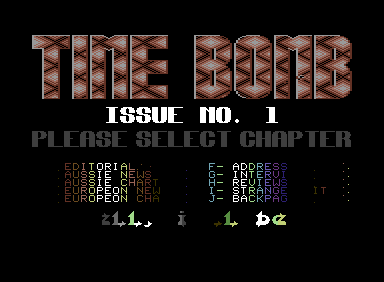 TIME BOMB
ISSUE NO. 1
PLEASE SELECT CHAPTER
EDITORIAL F- ADDRESS
AUSSIE NEWS G- INTERVI
AUSSIE CHART H- REVIEWS
EUROPEON NEW I- STRANGE IT
EUROPEON CHA J- BACKPAG
i be